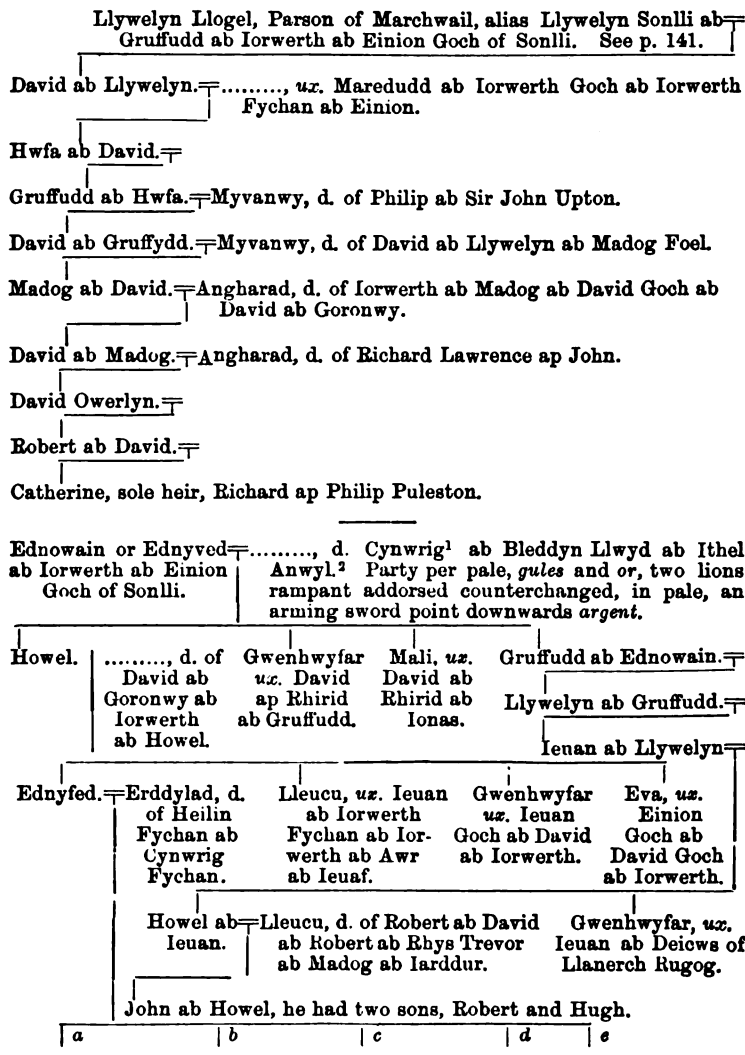 Llywelyn Llogel, Parson of Marchwail, alias Llywelyn Sonlli ab
Gruffudd ab Iorwerth ab Einion Goch of Sonlli. See p. 141.
David ab Llywelyn. ........., ux. Maredudd ab Iorwerth Goch ab Iorwerth
Fychan ab Einion.
Hwfa ab David.
Gruffudd ab Hwfa. Myvanwy, d. of Philip ab Sir John Upton.
David ab Gruffydd. Myvanwy, d. of David ab Llywelyn ab Madog Foel.
Madog ab David. Angharad, d. of Iorwerth ab Madog ab David Goch ab
David ab Goronwy.
David ab Madog. Angharad, d. of Richard Lawrence ap John.
David Owerlyn.
Robert ab David.
Catherine, sole heir, Richard ap Philip Puleston.
Ednowain or Ednyved ........., d. Cynwrig¹ ab Bleddyn Llwyd ab Ithel
ab Iorwerth ab Einion Anwyl.² Party per pale, gules and or, two lions
Goch of Sonlli. rampant addorsed counterchanged, in pale, an
arming sword point downwards argent.
Howel. ........., d. of Gwenhwyfar Mali, ux. Gruffudd ab Ednowain.
David ab ux. David David ab
Goronwy ab ap Rhirid Rhirid ab Llywelyn ab Gruffudd.
Iorwerth ab Gruffudd. Ionas.
ab Howel. Ieuan ab Llywelyn
Ednyfed. Erddylad, d. Lleucu, ux. Ieuan Gwenhwyfar Eva, ux.
of Heilin ab Iorwerth ux. Ieuan Einion
Fychan ab Fychan ab Ior- Goch ab David Goch ab
Cynwrig werth ab Awr ab Iorwerth. David Goch
Fychan. ab Ieuaf. ab Iorwerth.
Howel ab Lleucu, d. of Robert ab David Gwenhwyfar, ux.
Ieuan. ab Robert ab Rhys Trevor Ieuan ab Deicws of
ab Madog ab Iarddur. Llanerch Rugog.
John ab Howel, he had two sons, Robert and Hugh.
a b c d e